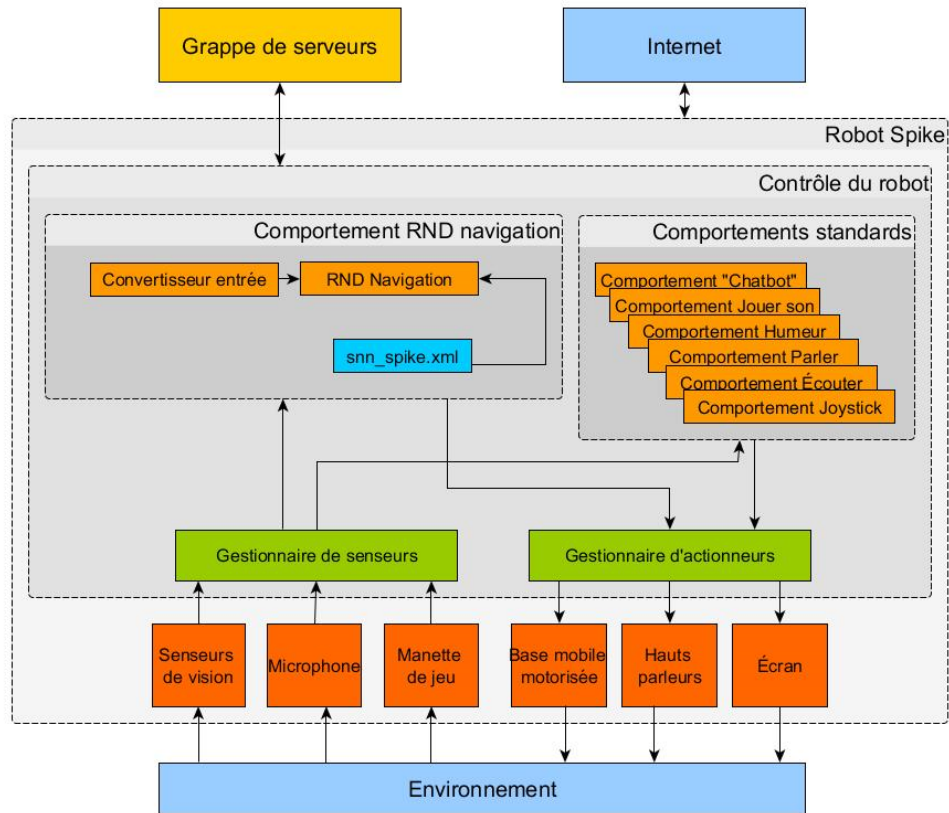 Grappe de serveurs
Internet
Robot Spike
Contrôle du robot
Comportement RND navigation
Convertisseur entrée
RND Navigation
snn_spike.xml
Comportements standards
Comportement "Chatbot"
Comportement Jouer son
Comportement Humeur
Comportement Parler
Comportement Écouter
Comportement Joystick
Gestionnaire de senseurs
Gestionnaire d'actionneurs
Senseurs
de vision
Microphone
Manette
de jeu
Base mobile
motorisée
Hauts
parleurs
Écran
Environnement